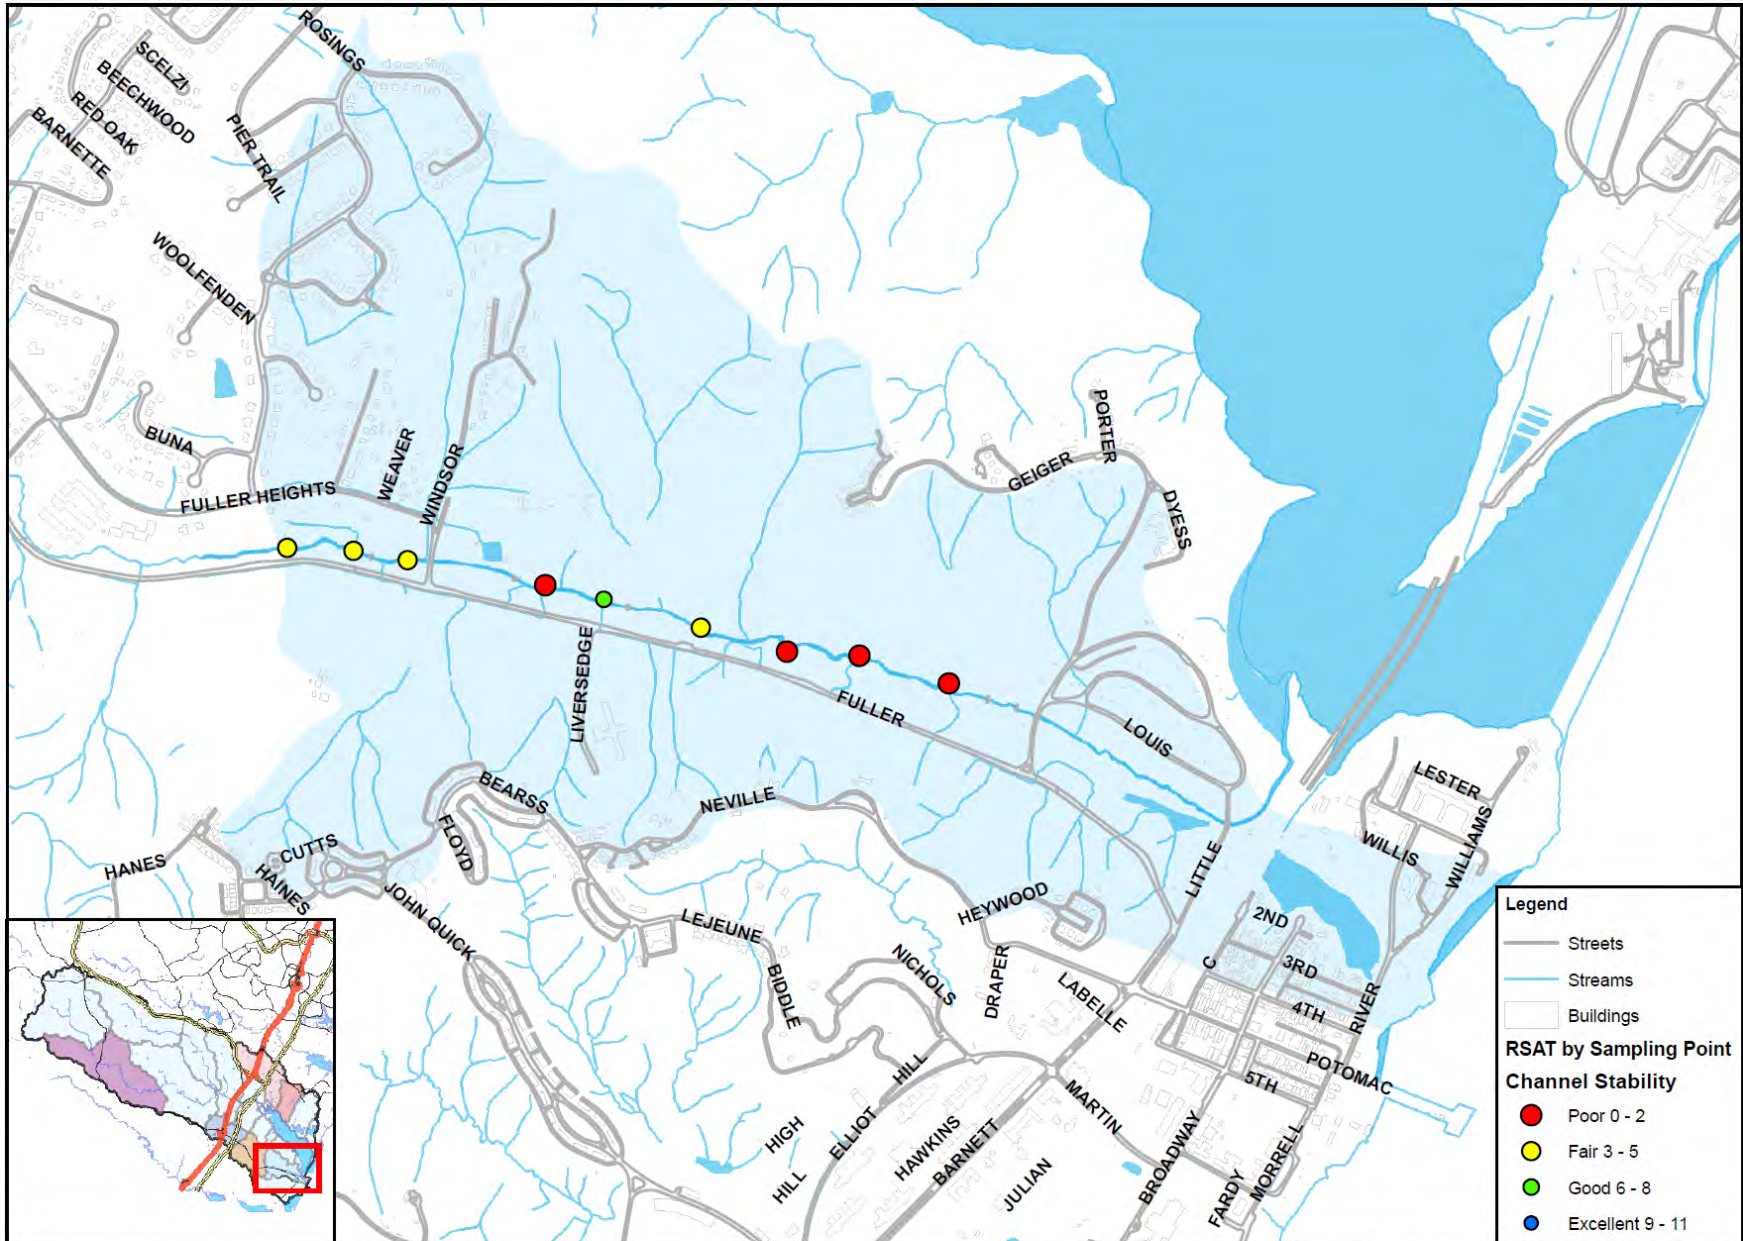 ROSINGS
SCELZI
BEECHWOOD
RED OAK
BARNETTE
PIER TRAIL
WOOLFENDEN
BUNA
FULLER HEIGHTS
WEAVER
WINDSOR
PORTER
GEIGER
DYESS
LIVERSEDGE
FULLER
LOUIS
BEARSS
NEVILLE
FLOYD
CUTTS
HANES
HAINES
JOHN QUICK
LEJEUNE
BIDDLE
NICHOLS
HEYWOOD
DRAPER
LABELLE
LITTLE
LESTER
WILLIS
WILLIAMS
2ND
3RD
C
4TH
RIVER
POTOMAC
5TH
MARTIN
HILL
HIGH
ELLIOT
HILL
HAWKINS
BARNETT
JULIAN
BROADWAY
FARDY
MORRELL
Legend
Streets
Streams
Buildings
RSAT by Sampling Point
Channel Stability
Poor 0 - 2
Fair 3 - 5
Good 6 - 8
Excellent 9 - 11